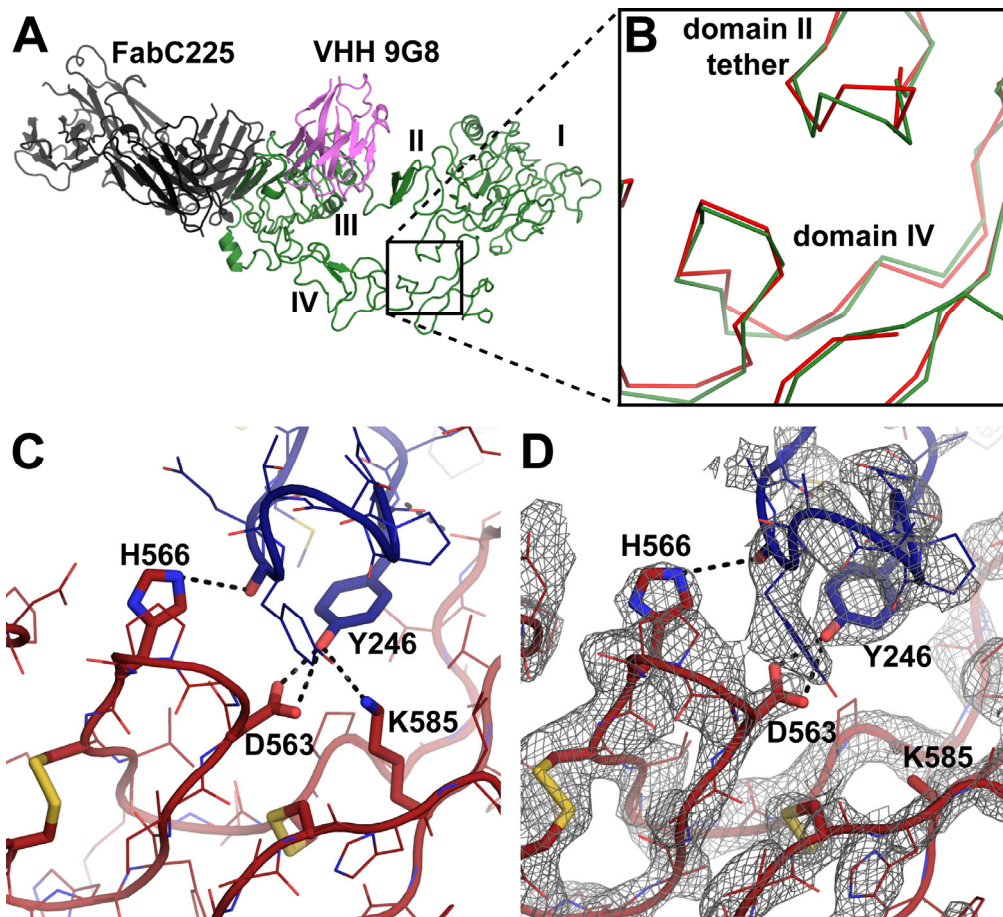 A
FabC225
VHH 9G8
II
I
III
IV
B
domain II
tether
domain IV
C
H566
Y246
D563
K585
D
H566
Y246
D563
K585